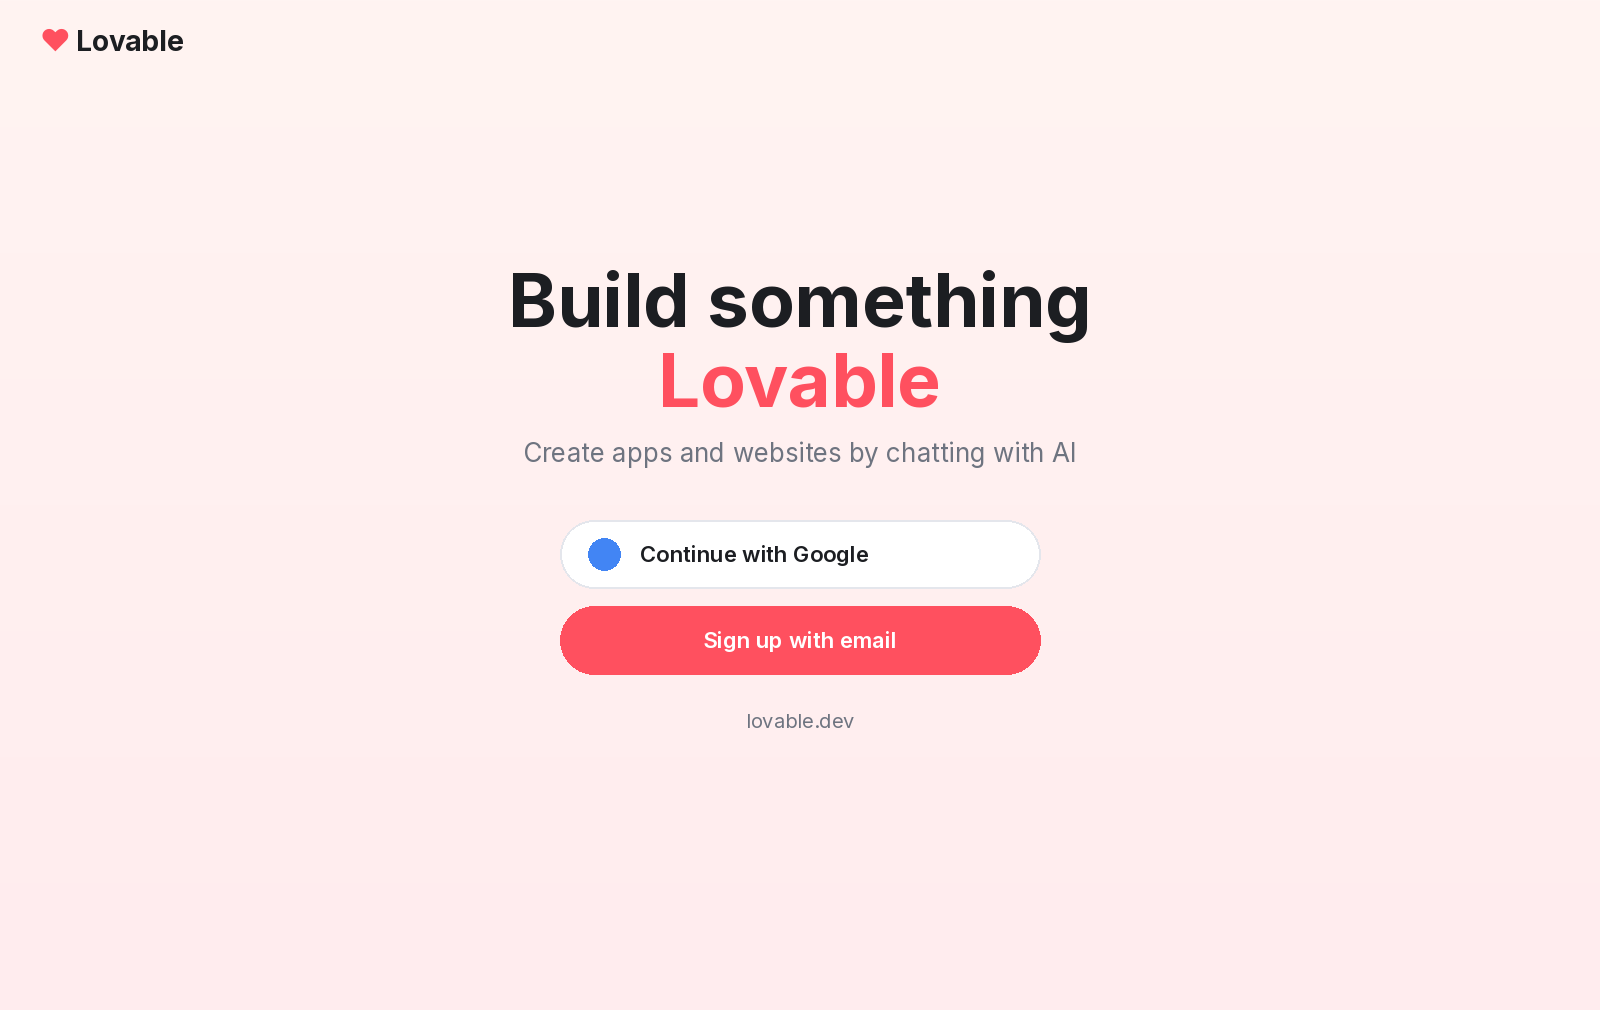 Lovable
Build something
Lovable
Create apps and websites by chatting with AI
Continue with Google
Sign up with email
lovable.dev